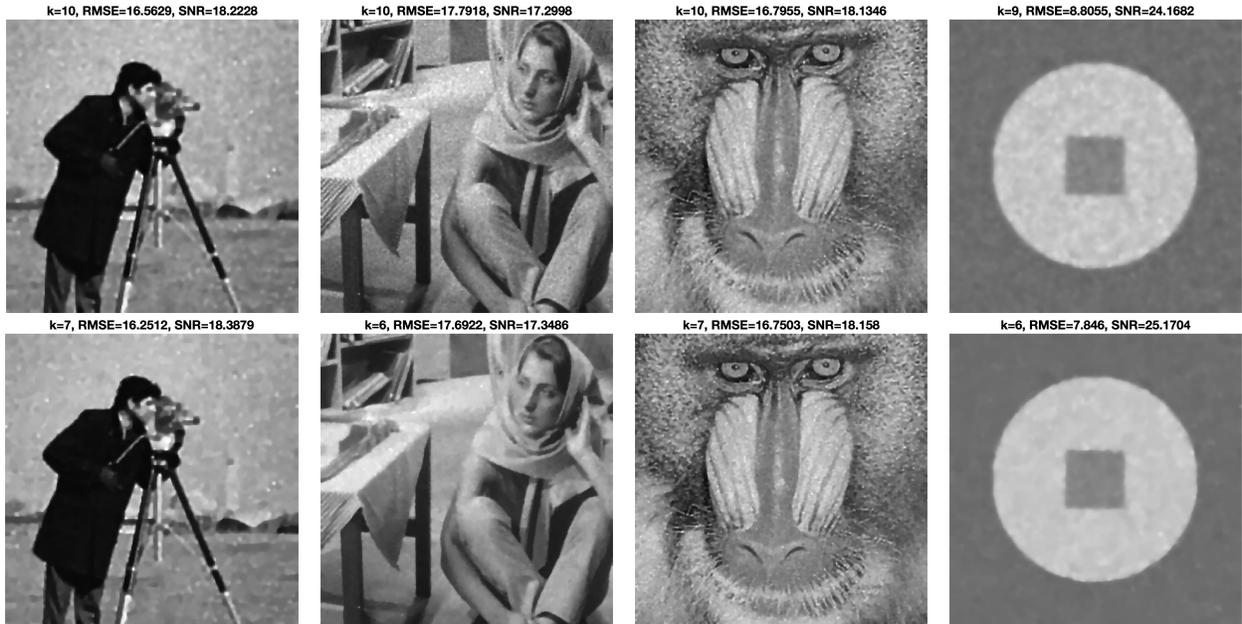 k=10, RMSE=16.5629, SNR=18.2228
k=10, RMSE=17.7918, SNR=17.2998
k=10, RMSE=16.7955, SNR=18.1346
k=9, RMSE=8.8055, SNR=24.1682
k=7, RMSE=16.2512, SNR=18.3879
k=6, RMSE=17.6922, SNR=17.3486
k=7, RMSE=16.7503, SNR=18.158
k=6, RMSE=7.846, SNR=25.1704